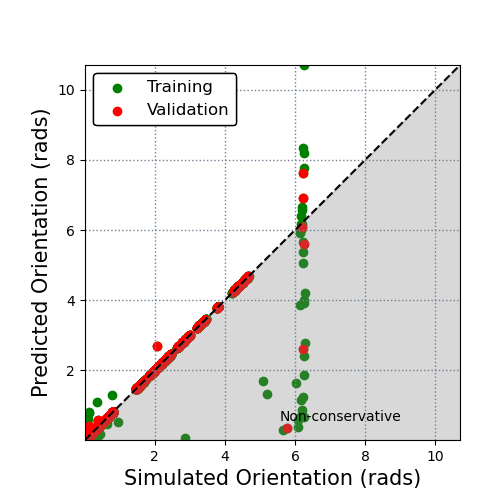 Training
Validation
10
8
6
4
2
Predicted Orientation (rads)
Non-conservative
2
4
6
8
10
Simulated Orientation (rads)